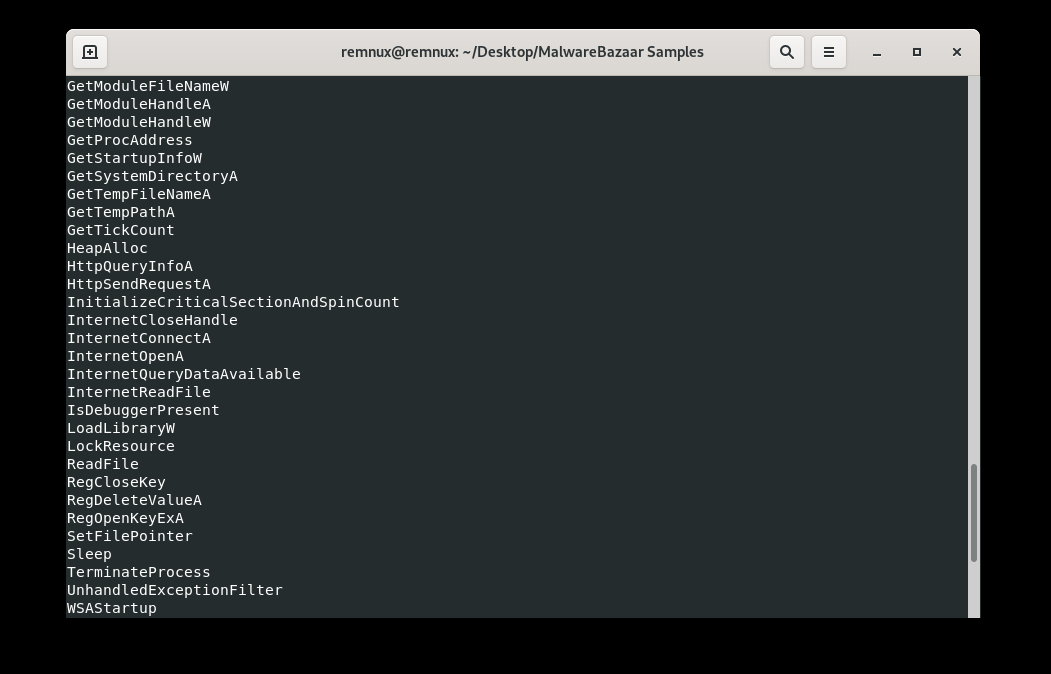 remnux@remnux: ~/Desktop/MalwareBazaar Samples
GetModuleFileNameW
GetModuleHandleA
GetModuleHandleW
GetProcAddress
GetStartupInfoW
GetSystemDirectoryA
GetTempFileNameA
GetTempPathA
GetTickCount
HeapAlloc
HttpQueryInfoA
HttpSendRequestA
InitializeCriticalSectionAndSpinCount
InternetCloseHandle
InternetConnectA
InternetOpenA
InternetQueryDataAvailable
InternetReadFile
IsDebuggerPresent
LoadLibraryW
LockResource
ReadFile
RegCloseKey
RegDeleteValueA
RegOpenKeyExA
SetFilePointer
Sleep
TerminateProcess
UnhandledExceptionFilter
WSAStartup